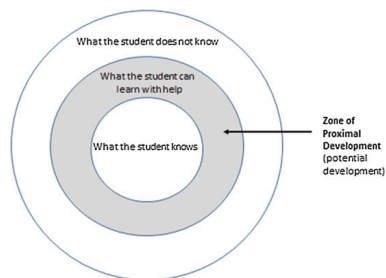 What the student does not know
What the student can
learn with help
What the student knows
Zone of
Proximal
Development
(potential
development)